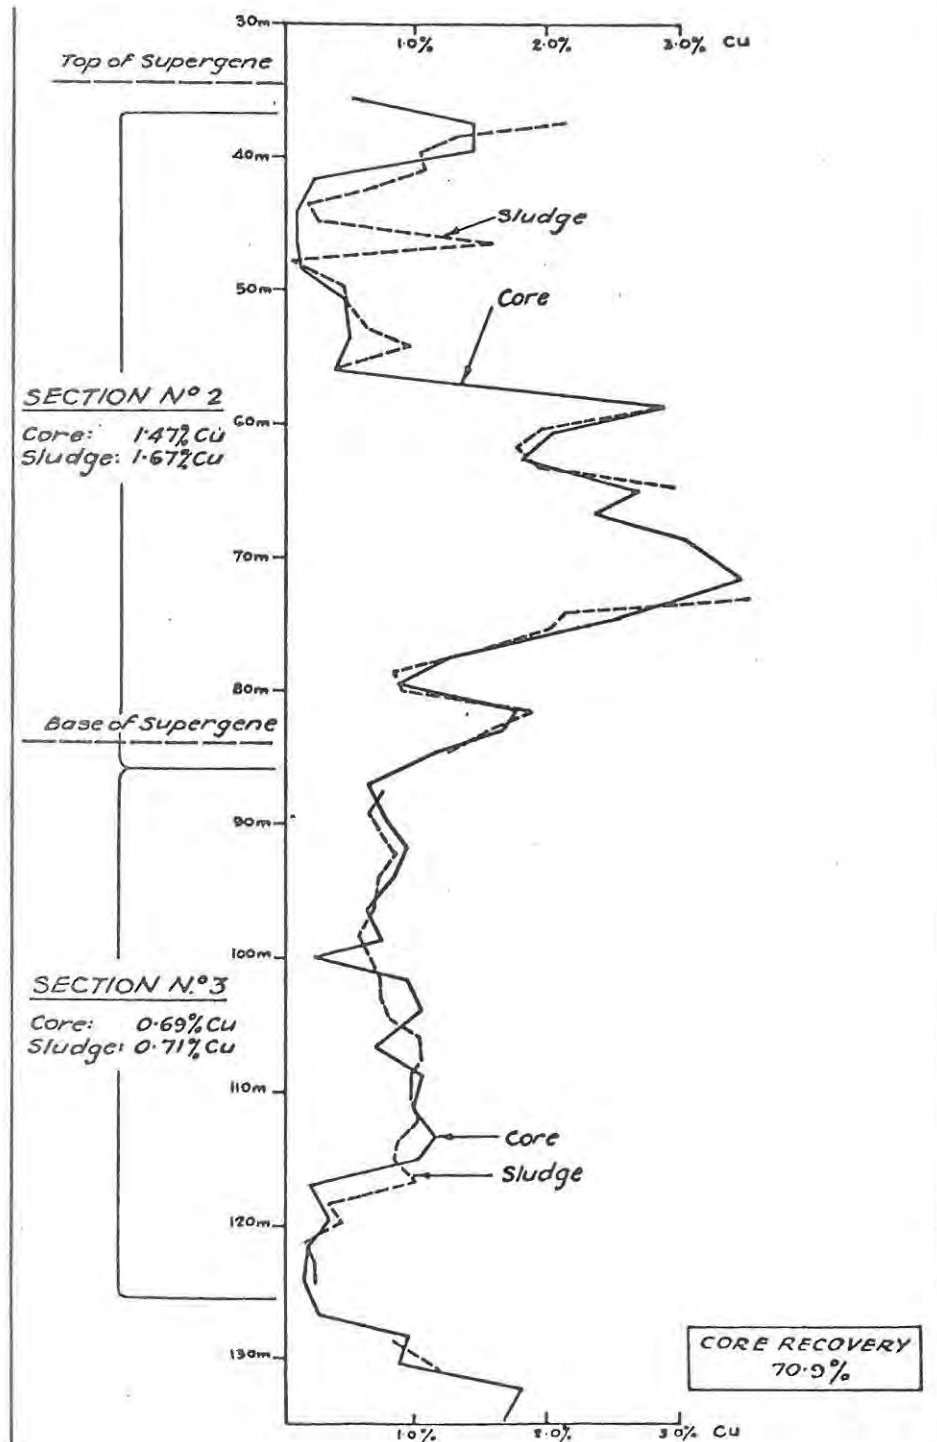 30m
1.0% 2.0% 3.0% Cu
Top of Supergene
40m
Sludge
50m
Core
SECTION Nº 2
Core: 1.47% Cu
Sludge: 1.67% Cu
60m
70m
80m
Base of Supergene
90m
100m
SECTION N.º 3
Core: 0.69% Cu
Sludge: 0.71% Cu
110m
Core
Sludge
120m
130m
CORE RECOVERY
70.9%
1.0% 2.0% 3.0% Cu